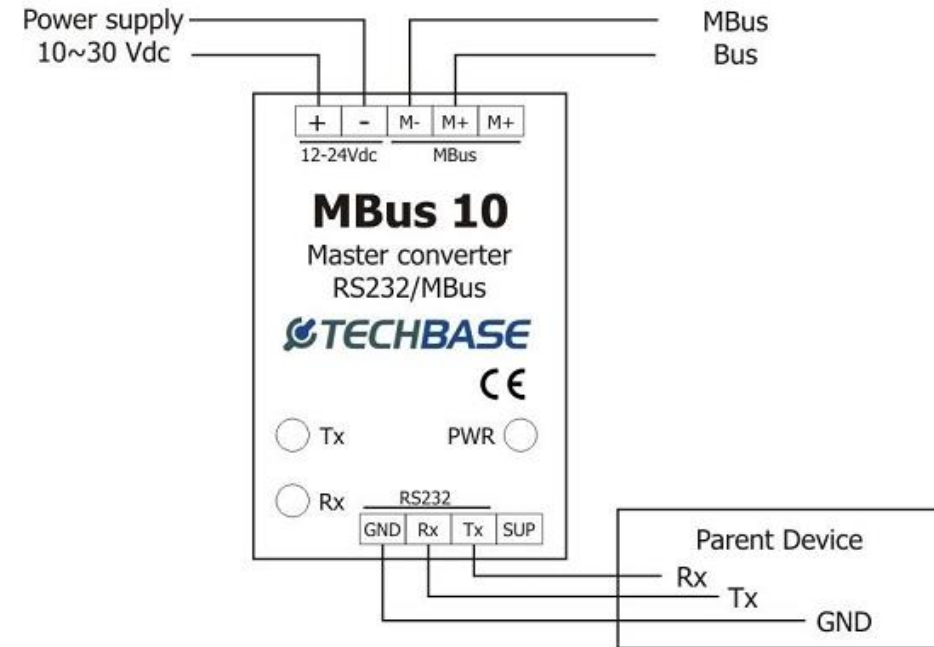 Power supply
10~30 Vdc
MBus
Bus
+ - M- M+ M+
12-24Vdc MBus
MBus 10
Master converter
RS232/MBus
TECHBASE
CE
Tx PWR
Rx RS232
GND Rx Tx SUP
Parent Device
Rx
Tx
GND